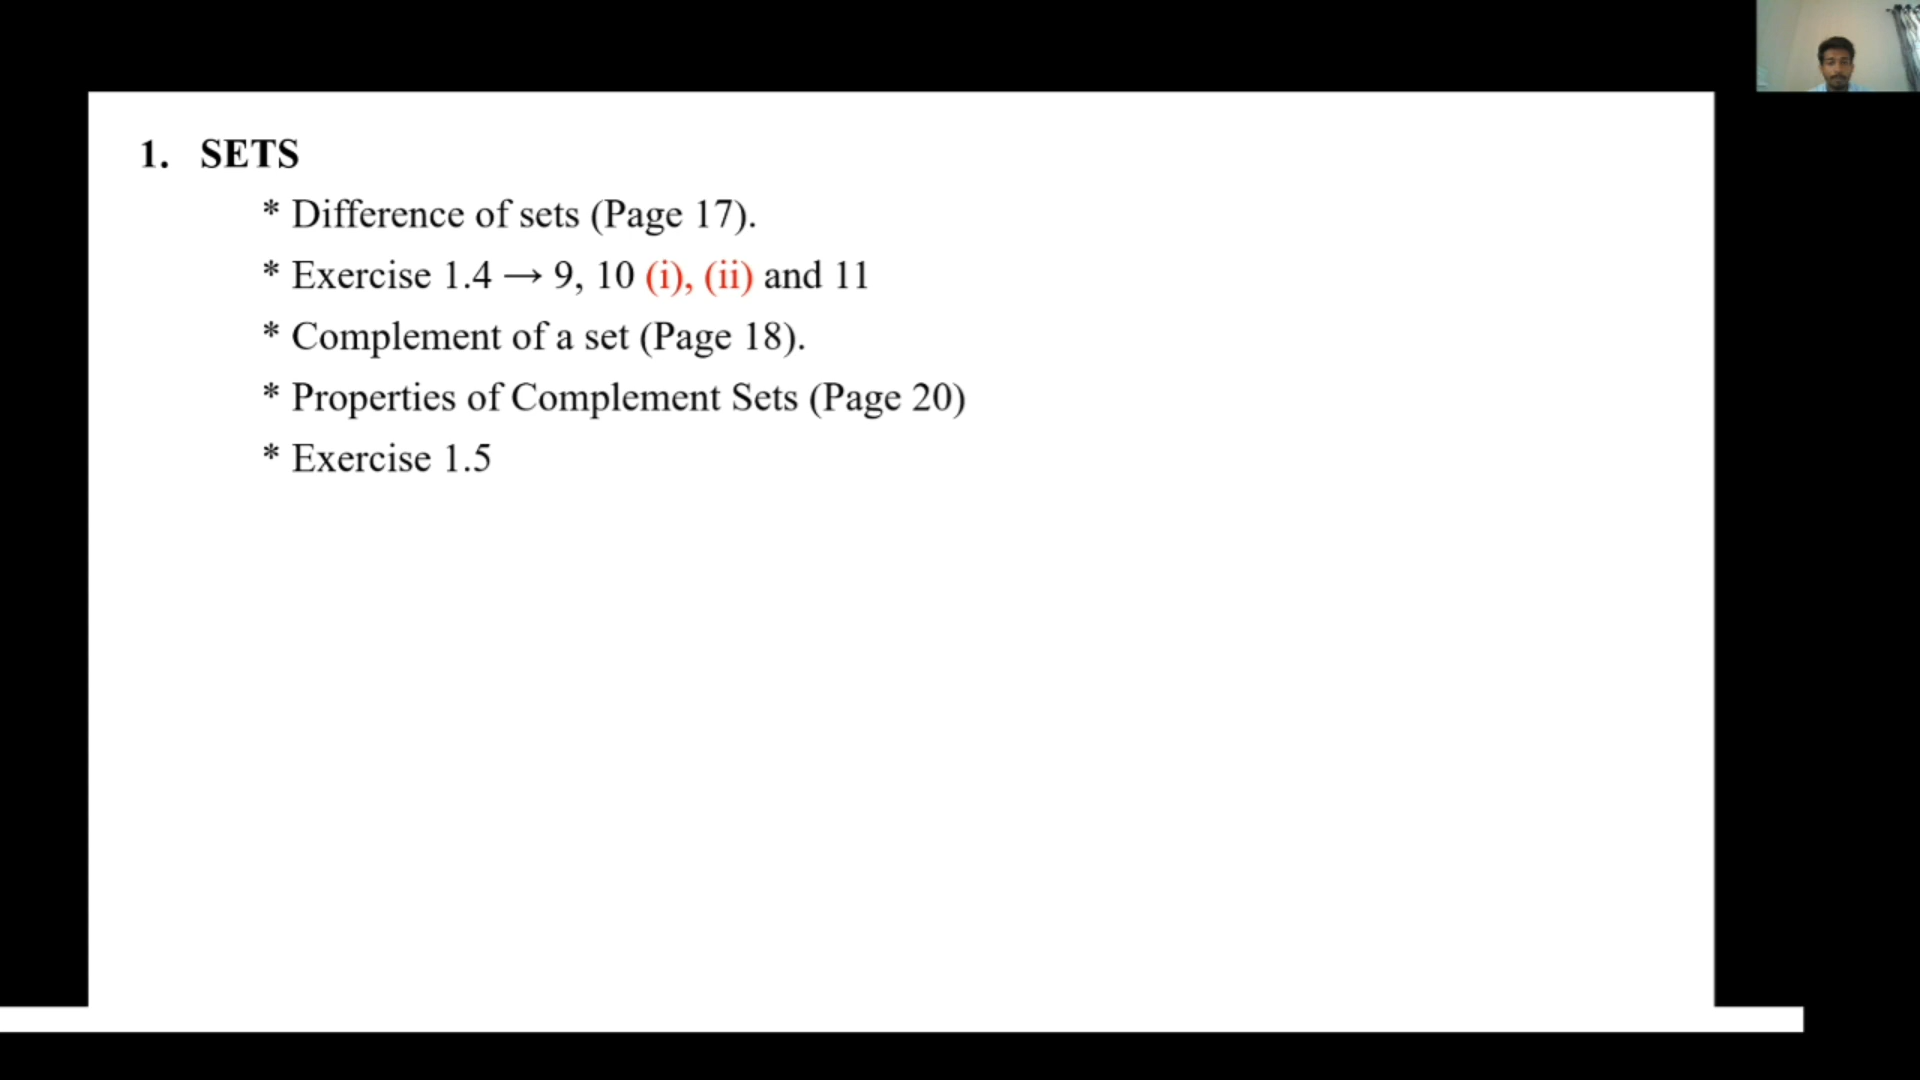 1. SETS
* Difference of sets (Page 17).
* Exercise 1.4 → 9, 10 (i), (ii) and 11
* Complement of a set (Page 18).
* Properties of Complement Sets (Page 20)
* Exercise 1.5